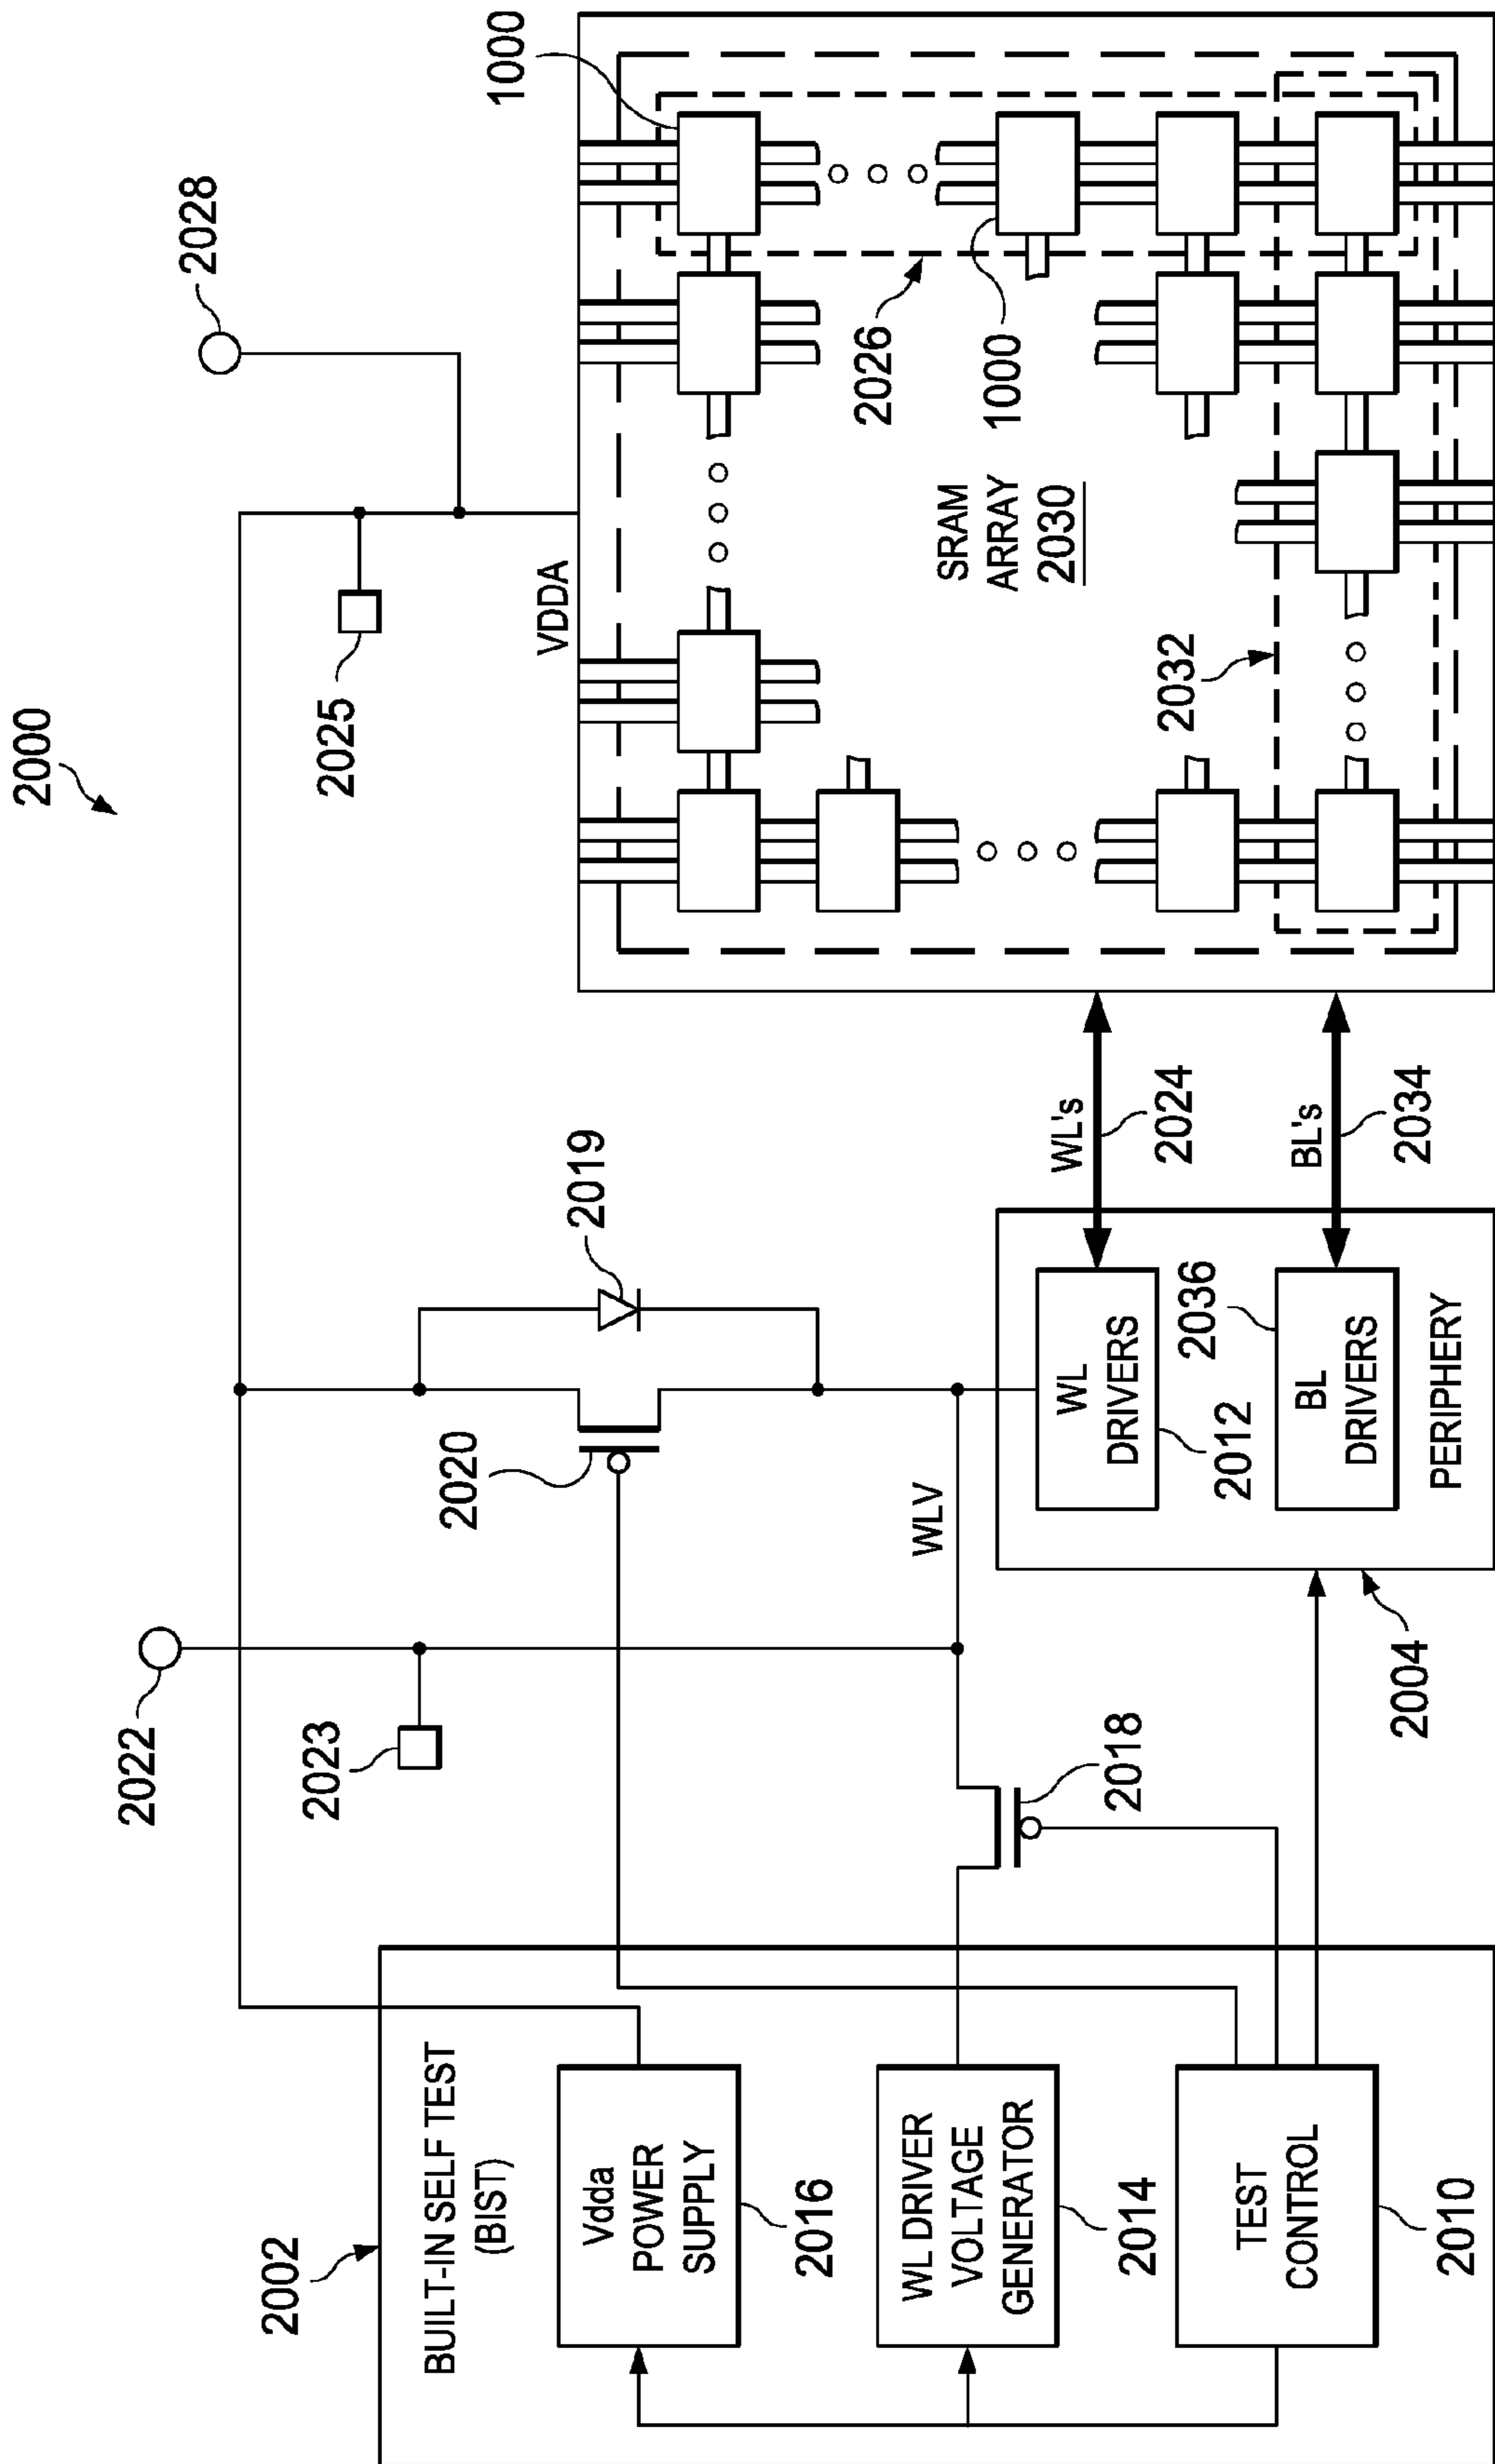 2000
2022
2028
2023
2025
2002
BUILT-IN SELF TEST
(BIST)
Vdda
POWER
SUPPLY
2016
WL DRIVER
VOLTAGE
GENERATOR
2014
TEST
CONTROL
2010
2018
2020
2019
WLV
WL
DRIVERS
2012
BL
DRIVERS
2036
PERIPHERY
2004
WL's
2024
BL's
2034
VDDA
1000
2026
1000
SRAM
ARRAY
2030
2032